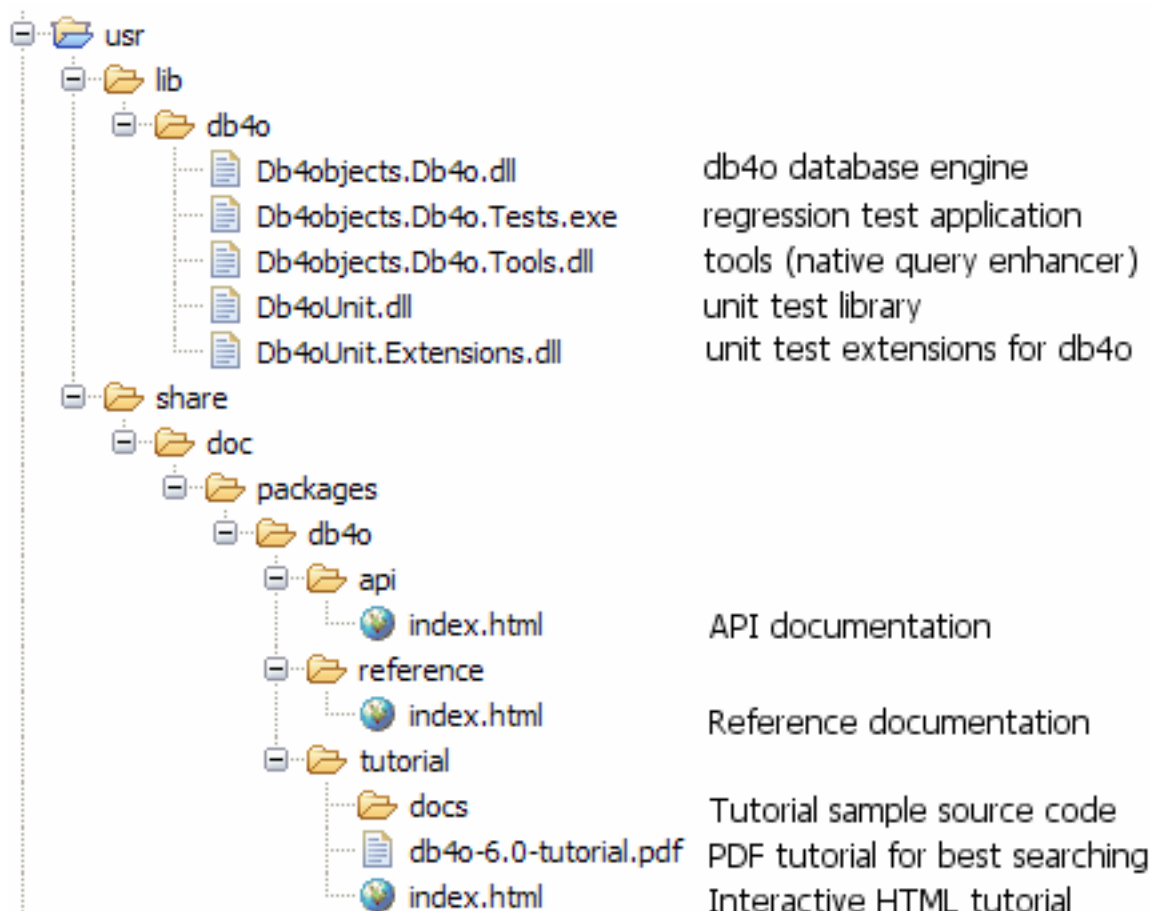 usr
lib
db4o
Db4objects.Db4o.dll db4o database engine
Db4objects.Db4o.Tests.exe regression test application
Db4objects.Db4o.Tools.dll tools (native query enhancer)
Db4oUnit.dll unit test library
Db4oUnit.Extensions.dll unit test extensions for db4o
share
doc
packages
db4o
api
index.html API documentation
reference
index.html Reference documentation
tutorial
docs Tutorial sample source code
db4o-6.0-tutorial.pdf PDF tutorial for best searching
index.html Interactive HTML tutorial